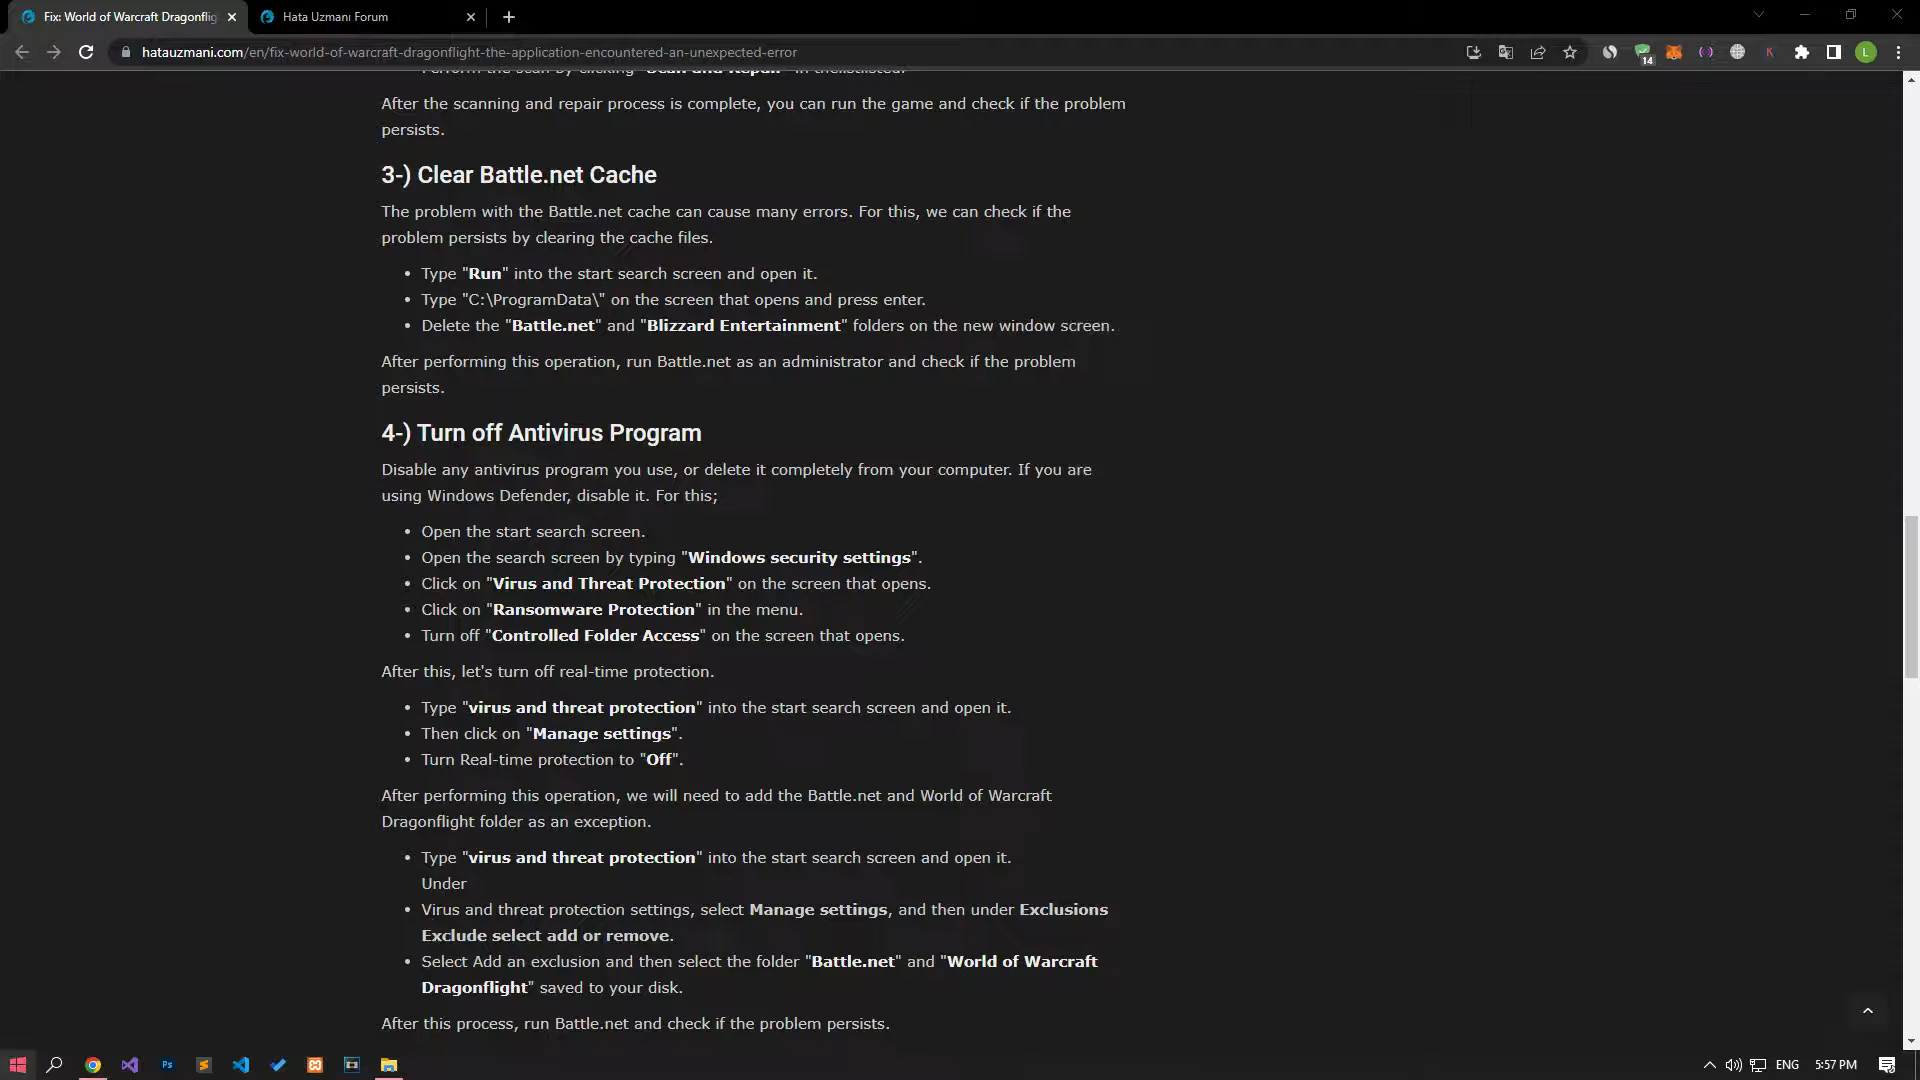 Fix: World of Warcraft Dragonflig
Hata Uzmanı Forum
hatauzmani.com/en/fix-world-of-warcraft-dragonflight-the-application-encountered-an-unexpected-error
14
K
L
Perform the scan by clicking "Scan and Repair" in thelistlisted.
After the scanning and repair process is complete, you can run the game and check if the problem
persists.
3-) Clear Battle.net Cache
The problem with the Battle.net cache can cause many errors. For this, we can check if the
problem persists by clearing the cache files.
• Type "Run" into the start search screen and open it.
• Type "C:\ProgramData\" on the screen that opens and press enter.
• Delete the "Battle.net" and "Blizzard Entertainment" folders on the new window screen.
After performing this operation, run Battle.net as an administrator and check if the problem
persists.
4-) Turn off Antivirus Program
Disable any antivirus program you use, or delete it completely from your computer. If you are
using Windows Defender, disable it. For this;
• Open the start search screen.
• Open the search screen by typing "Windows security settings".
• Click on "Virus and Threat Protection" on the screen that opens.
• Click on "Ransomware Protection" in the menu.
• Turn off "Controlled Folder Access" on the screen that opens.
After this, let's turn off real-time protection.
• Type "virus and threat protection" into the start search screen and open it.
• Then click on "Manage settings".
• Turn Real-time protection to "Off".
After performing this operation, we will need to add the Battle.net and World of Warcraft
Dragonflight folder as an exception.
• Type "virus and threat protection" into the start search screen and open it.
Under
• Virus and threat protection settings, select Manage settings, and then under Exclusions
Exclude select add or remove.
• Select Add an exclusion and then select the folder "Battle.net" and "World of Warcraft
Dragonflight" saved to your disk.
After this process, run Battle.net and check if the problem persists.
Ps
ENG
5:57 PM